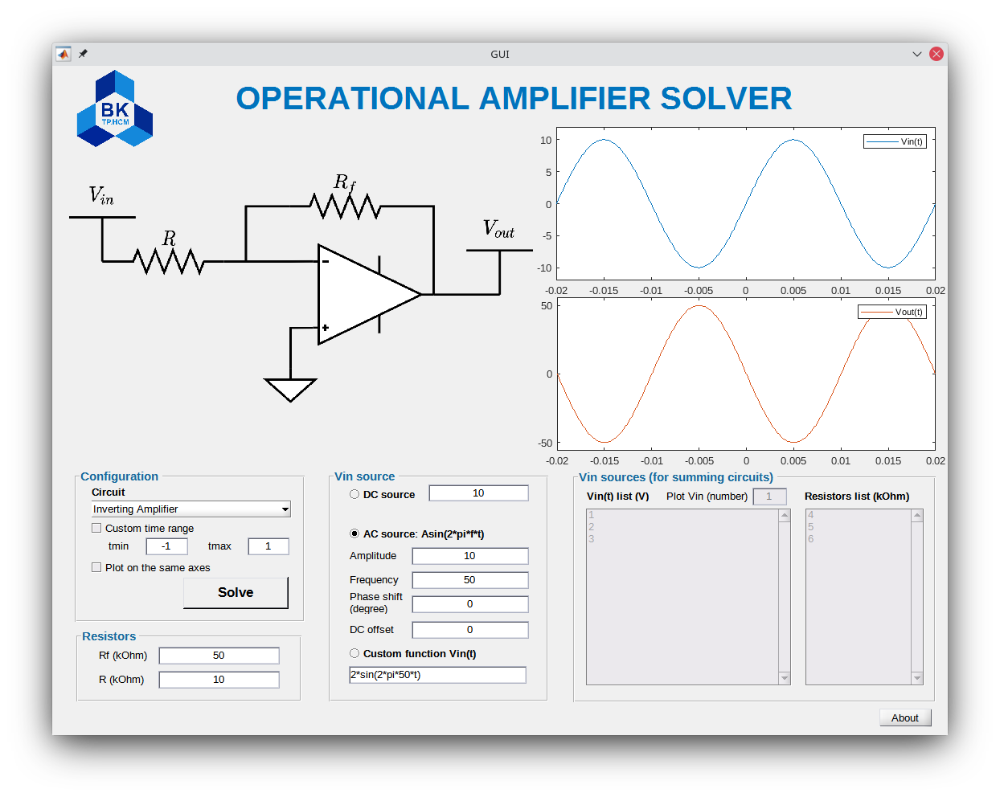 GUI
BK
TP.HCM
OPERATIONAL AMPLIFIER SOLVER
V_in
R
R_f
V_out
-
+
Vin(t)
10
5
0
-5
-10
-0.02 -0.015 -0.01 -0.005 0 0.005 0.01 0.015 0.02
Vout(t)
50
0
-50
-0.02 -0.015 -0.01 -0.005 0 0.005 0.01 0.015 0.02
Configuration
Circuit
Inverting Amplifier
Custom time range
tmin -1 tmax 1
Plot on the same axes
Solve
Resistors
Rf (kOhm) 50
R (kOhm) 10
Vin source
DC source 10
AC source: Asin(2*pi*f*t)
Amplitude 10
Frequency 50
Phase shift
(degree) 0
DC offset 0
Custom function Vin(t)
2*sin(2*pi*50*t)
Vin sources (for summing circuits)
Vin(t) list (V) Plot Vin (number) 1 Resistors list (kOhm)
1 4
2 5
3 6
About